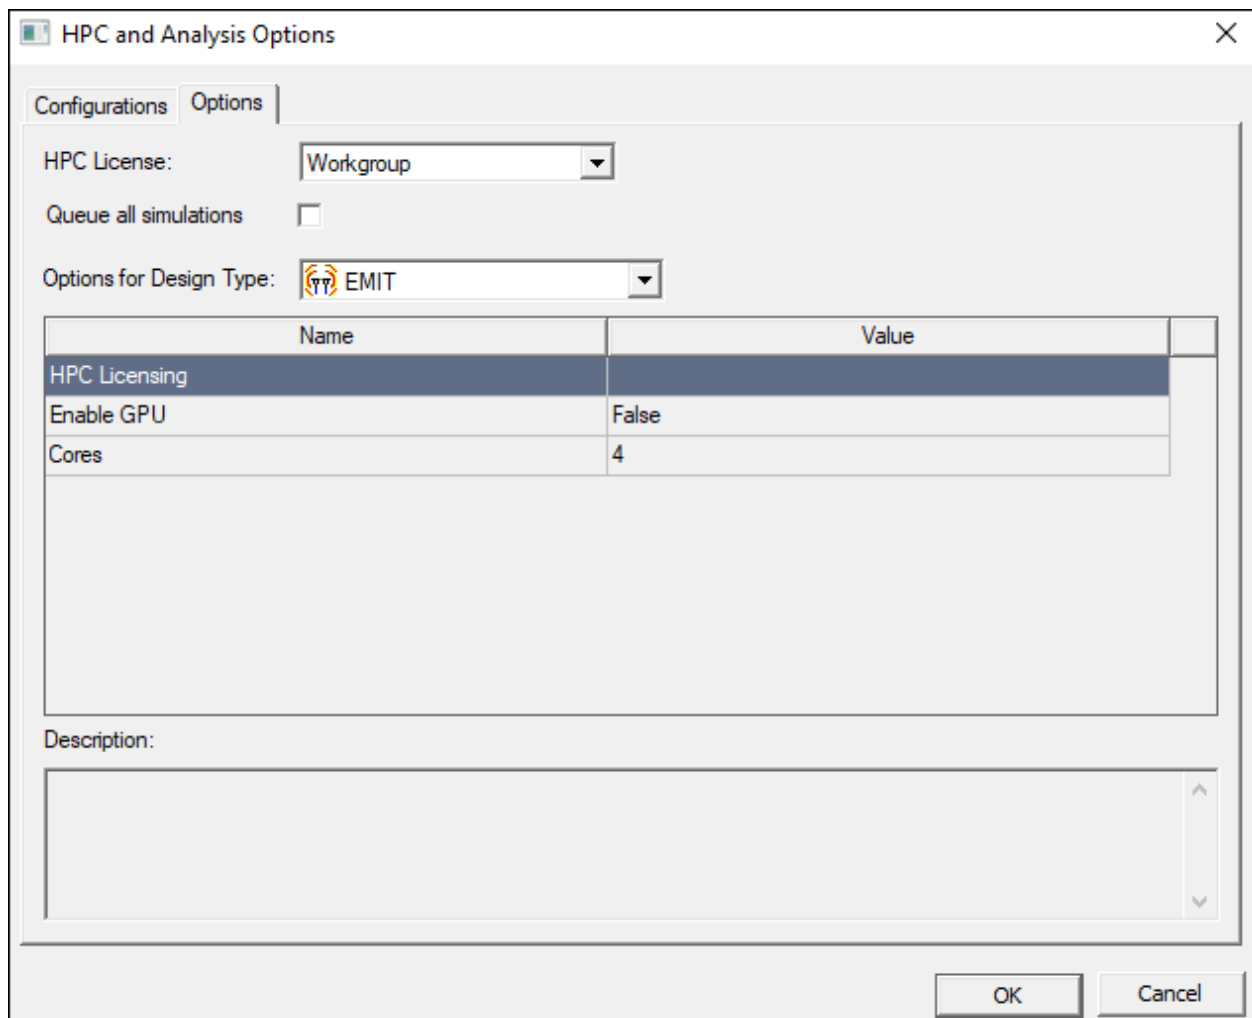 HPC and Analysis Options
Configurations Options
HPC License: Workgroup
Queue all simulations
Options for Design Type: EMIT
Name Value
HPC Licensing
Enable GPU False
Cores 4
Description:
OK Cancel